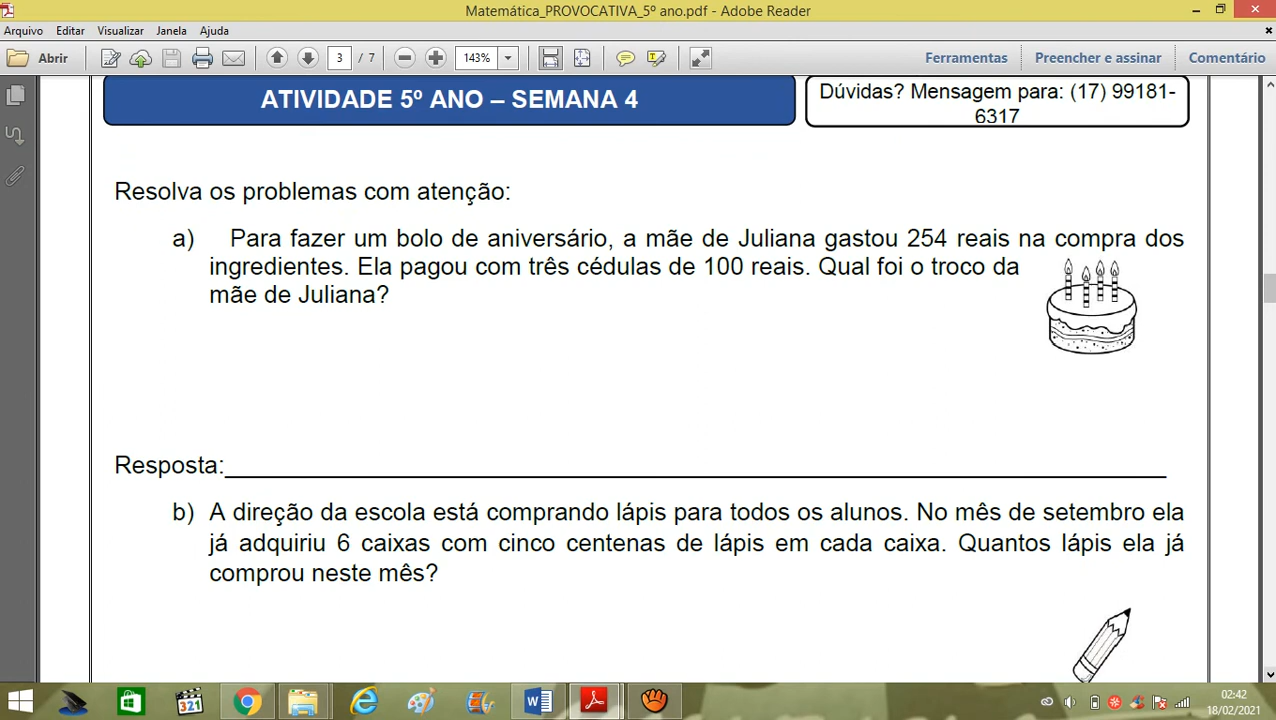 Matemática_PROVOCATIVA_5º ano.pdf - Adobe Reader
Arquivo Editar Visualizar Janela Ajuda
Abrir 3 / 7 143% Ferramentas Preencher e assinar Comentário
ATIVIDADE 5º ANO – SEMANA 4
Dúvidas? Mensagem para: (17) 99181-
6317
Resolva os problemas com atenção:
a) Para fazer um bolo de aniversário, a mãe de Juliana gastou 254 reais na compra dos
ingredientes. Ela pagou com três cédulas de 100 reais. Qual foi o troco da
mãe de Juliana?
Resposta:______________________________________________________________________
b) A direção da escola está comprando lápis para todos os alunos. No mês de setembro ela
já adquiriu 6 caixas com cinco centenas de lápis em cada caixa. Quantos lápis ela já
comprou neste mês?
321
02:42
18/02/2021